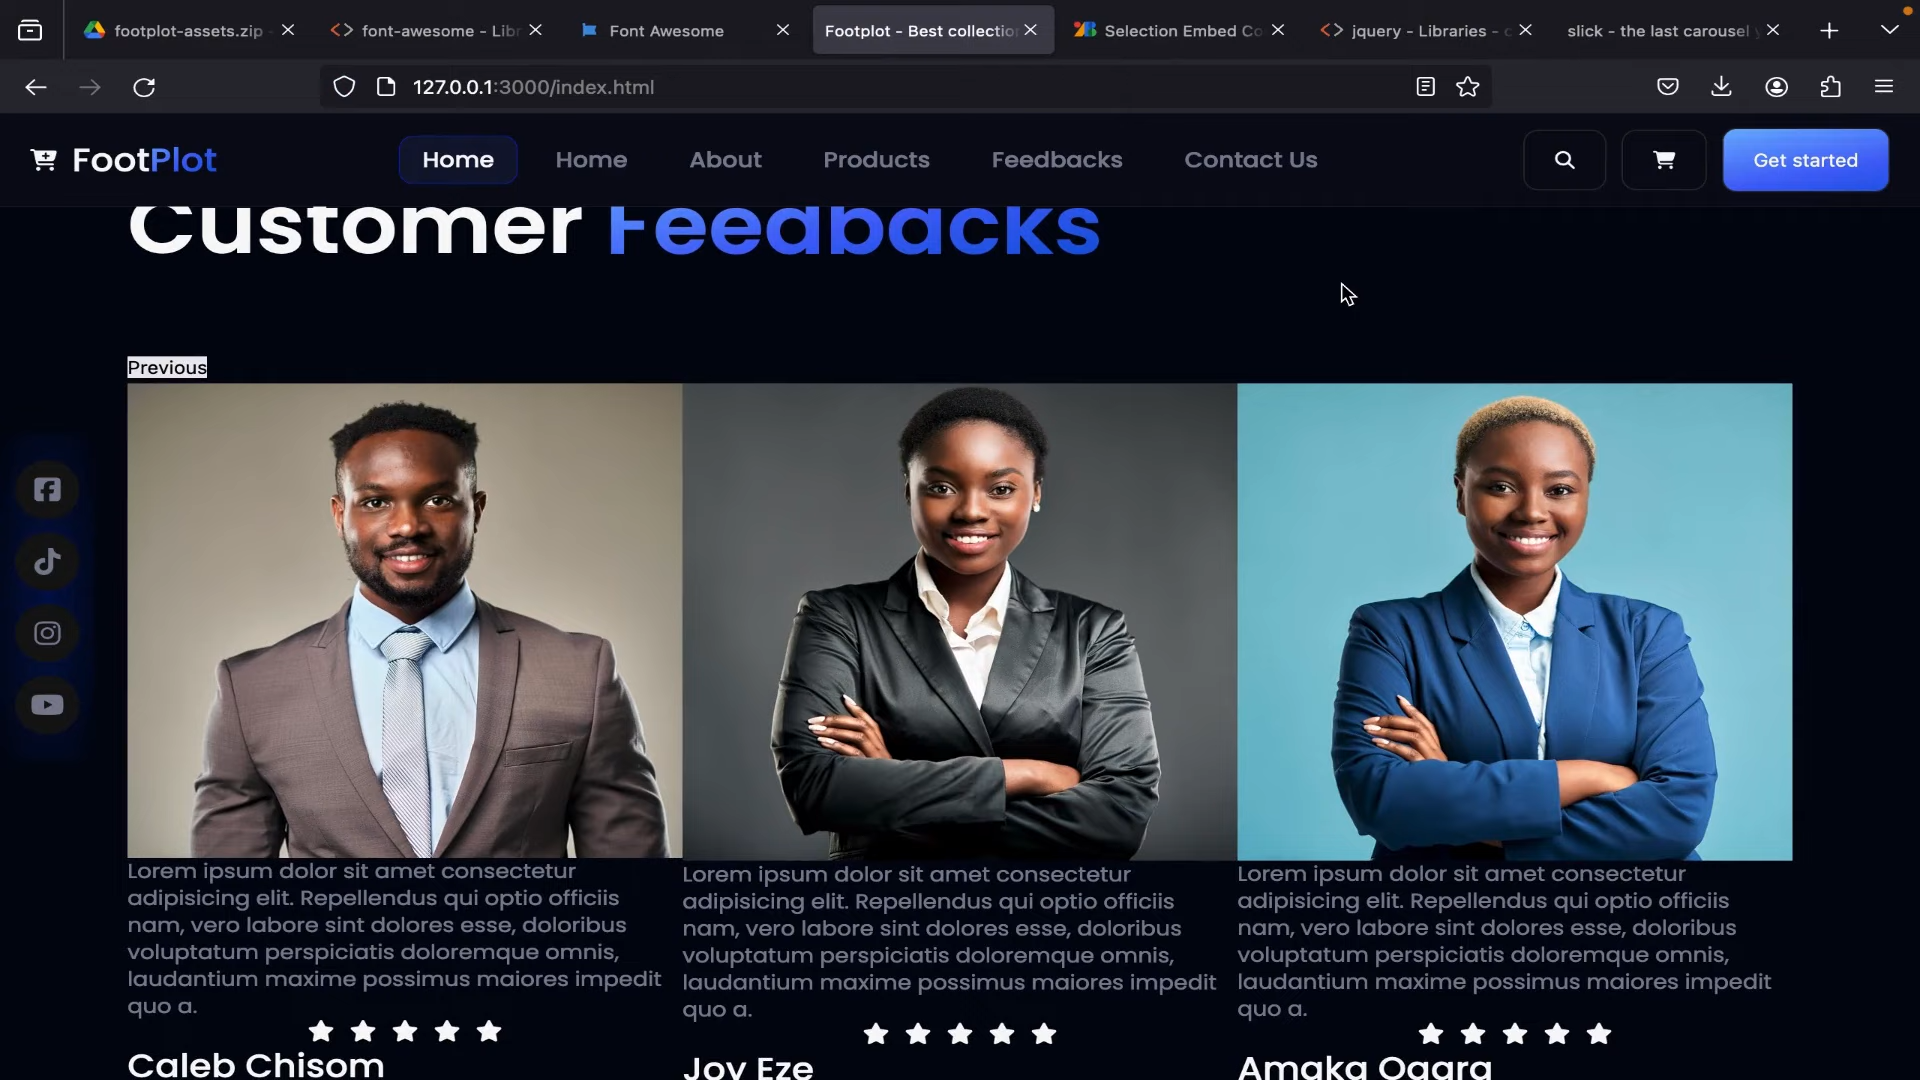 footplot-assets.zip
font-awesome - Libr
Font Awesome
Footplot - Best collection
Selection Embed Co
jquery - Libraries - c
slick - the last carousel y
127.0.0.1:3000/index.html
FootPlot
Home
Home
About
Products
Feedbacks
Contact Us
Get started
Customer Feedbacks
Previous
Lorem ipsum dolor sit amet consectetur
adipisicing elit. Repellendus qui optio officiis
nam, vero labore sint dolores esse, doloribus
voluptatum perspiciatis doloremque omnis,
laudantium maxime possimus maiores impedit
quo a.
Caleb Chisom
Lorem ipsum dolor sit amet consectetur
adipisicing elit. Repellendus qui optio officiis
nam, vero labore sint dolores esse, doloribus
voluptatum perspiciatis doloremque omnis,
laudantium maxime possimus maiores impedit
quo a.
Joy Eze
Lorem ipsum dolor sit amet consectetur
adipisicing elit. Repellendus qui optio officiis
nam, vero labore sint dolores esse, doloribus
voluptatum perspiciatis doloremque omnis,
laudantium maxime possimus maiores impedit
quo a.
Amaka Ogara